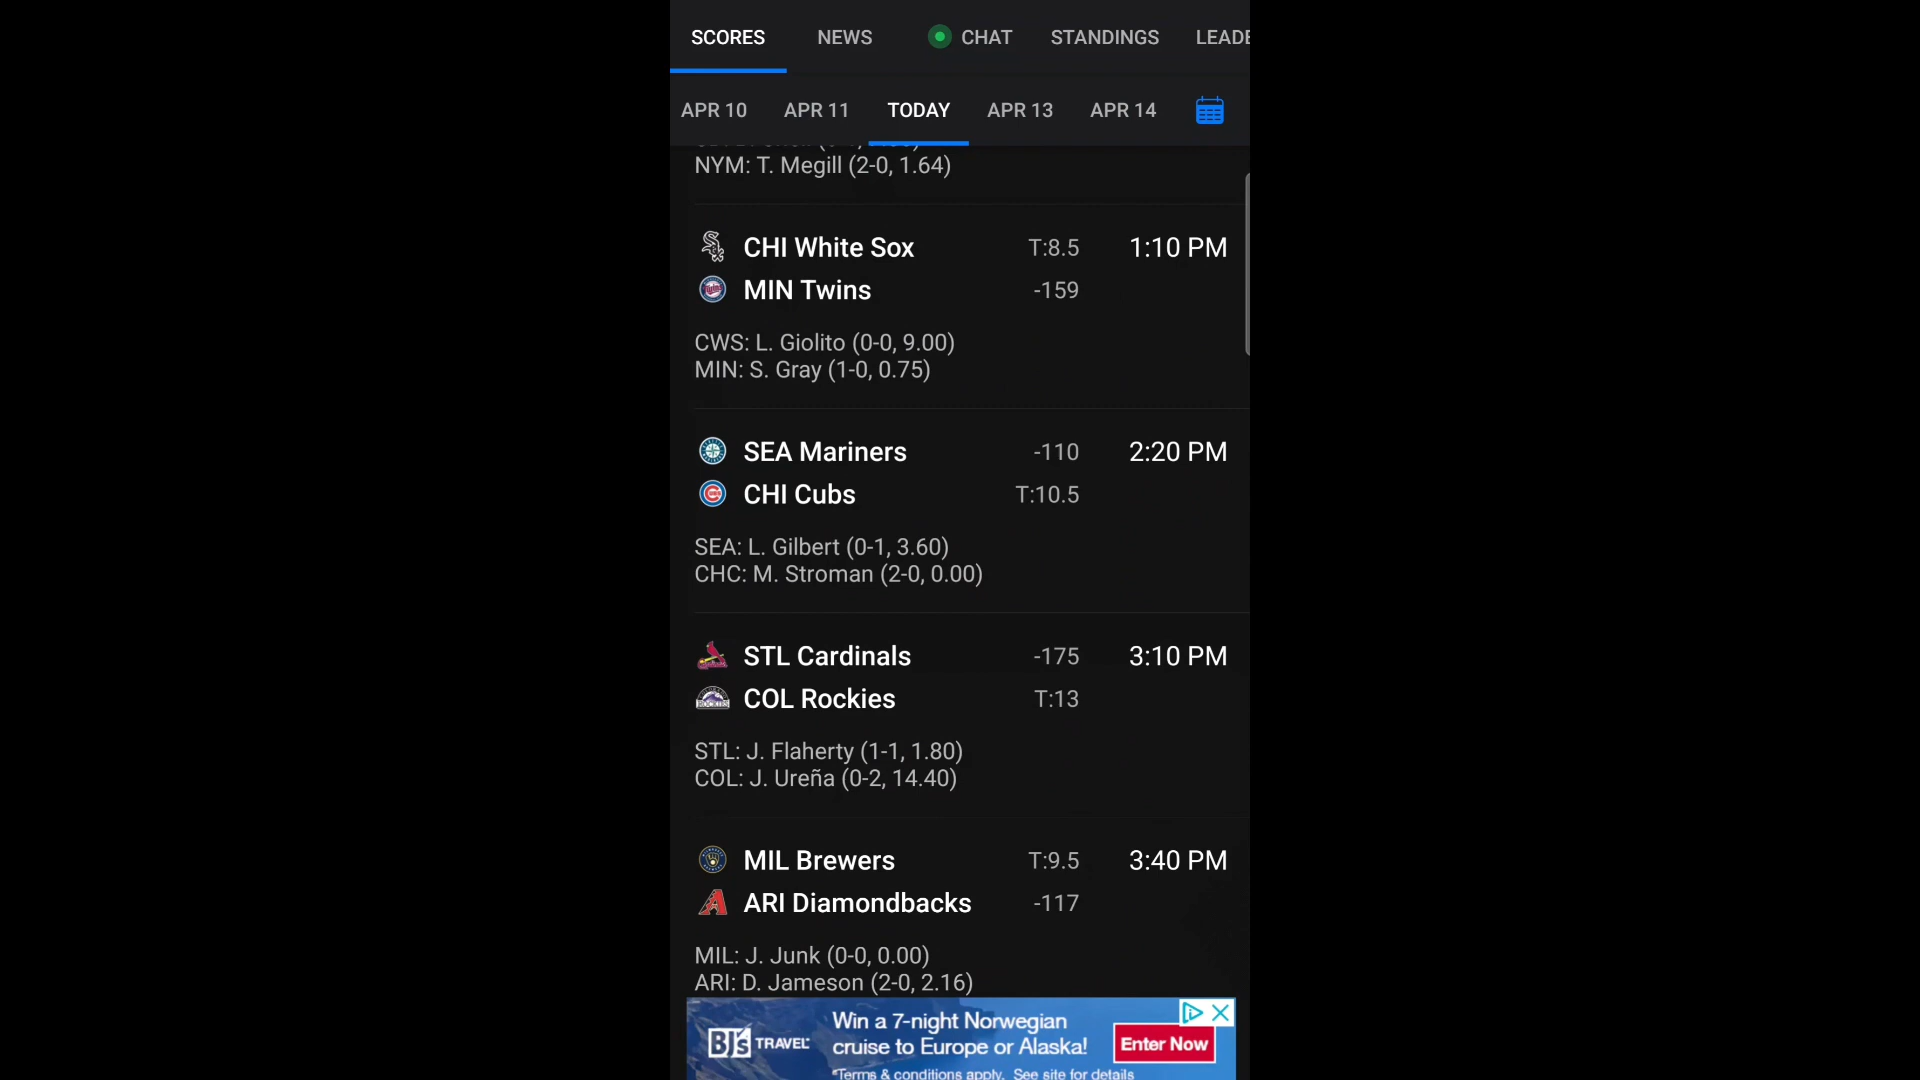 SCORES NEWS CHAT STANDINGS LEADE
APR 10 APR 11 TODAY APR 13 APR 14
NYM: T. Megill (2-0, 1.64)
CHI White Sox T:8.5 1:10 PM
MIN Twins -159
CWS: L. Giolito (0-0, 9.00)
MIN: S. Gray (1-0, 0.75)
SEA Mariners -110 2:20 PM
CHI Cubs T:10.5
SEA: L. Gilbert (0-1, 3.60)
CHC: M. Stroman (2-0, 0.00)
STL Cardinals -175 3:10 PM
COL Rockies T:13
STL: J. Flaherty (1-1, 1.80)
COL: J. Ureña (0-2, 14.40)
MIL Brewers T:9.5 3:40 PM
ARI Diamondbacks -117
MIL: J. Junk (0-0, 0.00)
ARI: D. Jameson (2-0, 2.16)
BJ's TRAVEL
Win a 7-night Norwegian
cruise to Europe or Alaska!
Enter Now
*Terms & conditions apply. See site for details